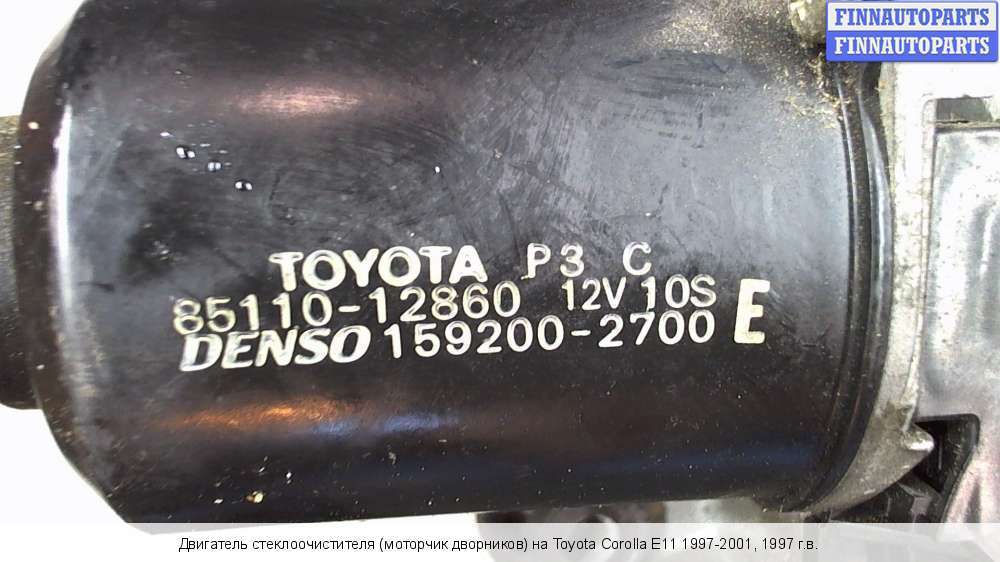 FINNAUTOPARTS
FINNAUTOPARTS
TOYOTA P3 C
85110-12860 12V 10S
DENSO 159200-2700 E
Двигатель стеклоочистителя (моторчик дворников) на Toyota Corolla E11 1997-2001, 1997 г.в.